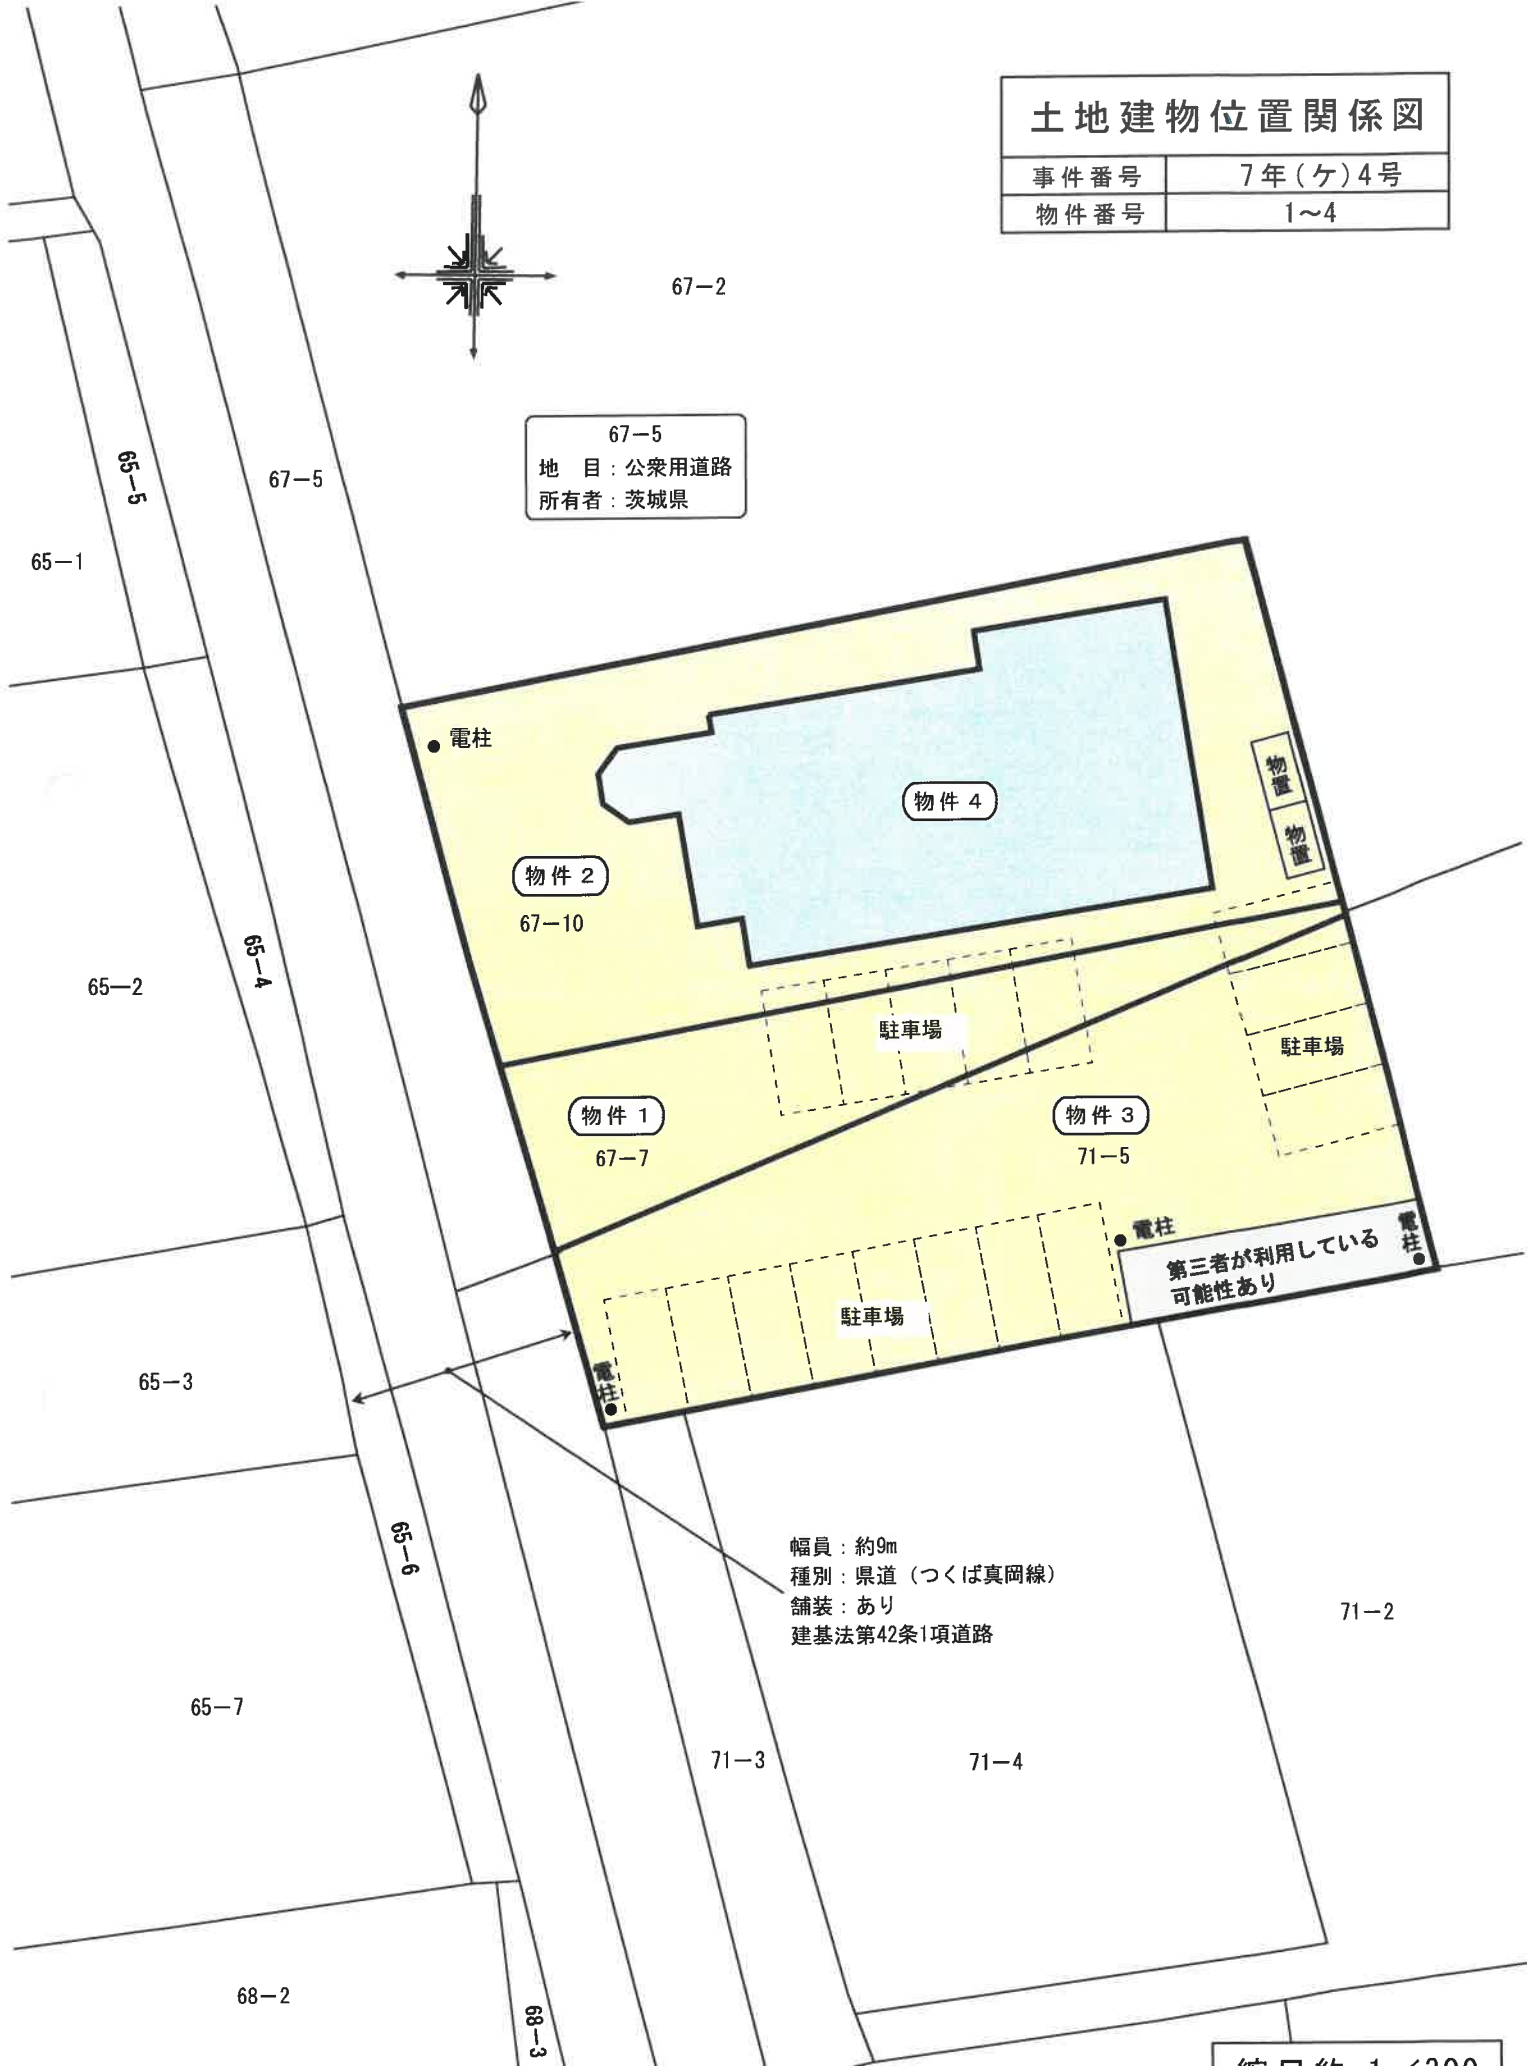 土地建物位置関係図
事件番号 7年(ケ)4号
物件番号 1～4
67－2
67－5
地　目：公衆用道路
所有者：茨城県
65－5
67－5
65－1
電柱
物置
物件 4
物置
物件 2
67－10
65－4
65－2
駐車場
駐車場
物件 1
67－7
物件 3
71－5
電柱
電柱
第三者が利用している
可能性あり
駐車場
電柱
65－3
65－6
幅員：約9m
種別：県道（つくば真岡線）
舗装：あり
建基法第42条1項道路
71－2
65－7
71－3
71－4
68－2
68－3